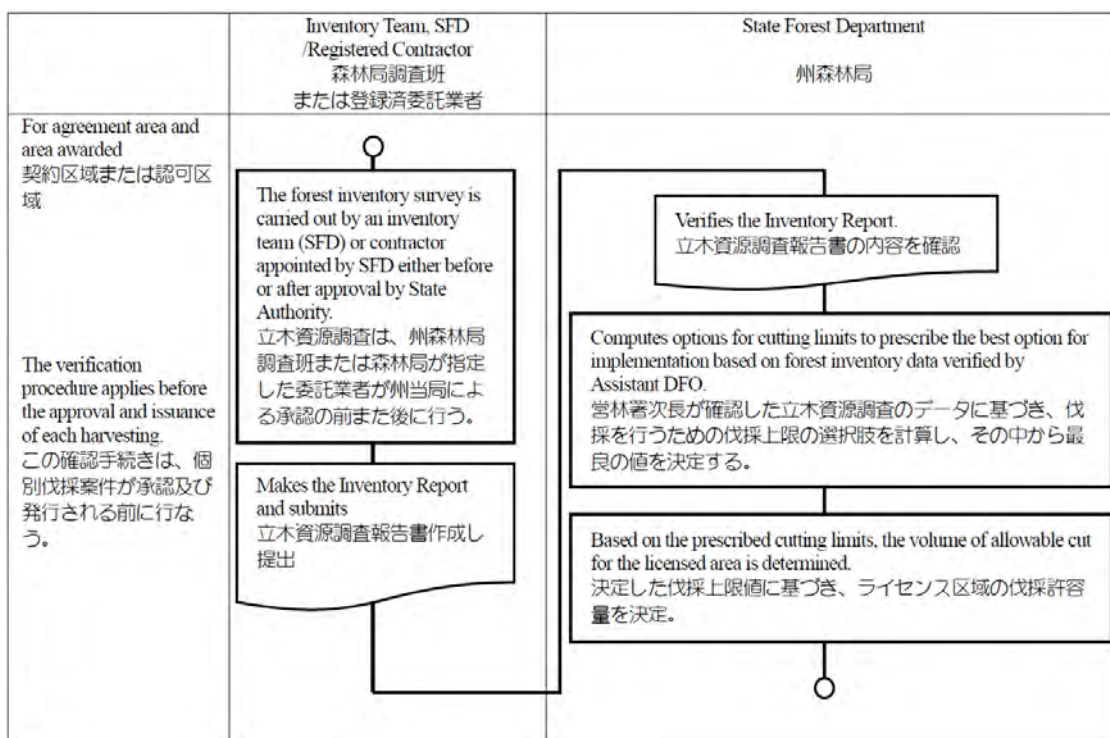 Inventory Team, SFD
/Registered Contractor
森林局調査班
または登録済委託業者
State Forest Department
州森林局
For agreement area and
area awarded
契約区域または認可区
域
The verification
procedure applies before
the approval and issuance
of each harvesting.
この確認手続きは、個
別伐採案件が承認及び
発行される前に行な
う。
The forest inventory survey is
carried out by an inventory
team (SFD) or contractor
appointed by SFD either before
or after approval by State
Authority.
立木資源調査は、州森林局
調査班または森林局が指定
した委託業者が州当局によ
る承認の前また後に行う。
Makes the Inventory Report
and submits
立木資源調査報告書作成し
提出
Verifies the Inventory Report.
立木資源調査報告書の内容を確認
Computes options for cutting limits to prescribe the best option for
implementation based on forest inventory data verified by
Assistant DFO.
営林署次長が確認した立木資源調査のデータに基づき、伐
採を行うための伐採上限の選択肢を計算し、その中から最
良の値を決定する。
Based on the prescribed cutting limits, the volume of allowable cut
for the licensed area is determined.
決定した伐採上限値に基づき、ライセンス区域の伐採許容
量を決定。